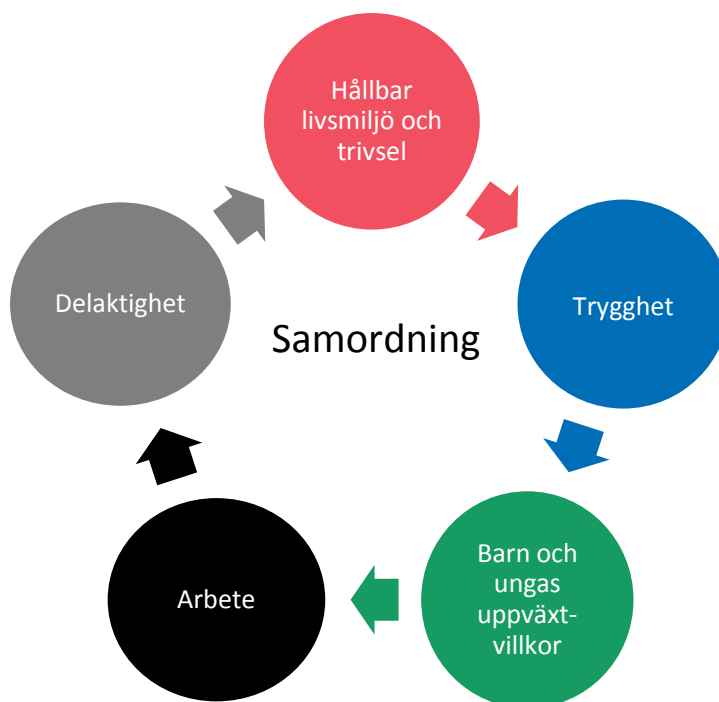 Hållbar
livsmiljö och
trivsel
Trygghet
Barn och
ungas
uppväxt-
villkor
Arbete
Delaktighet
Samordning